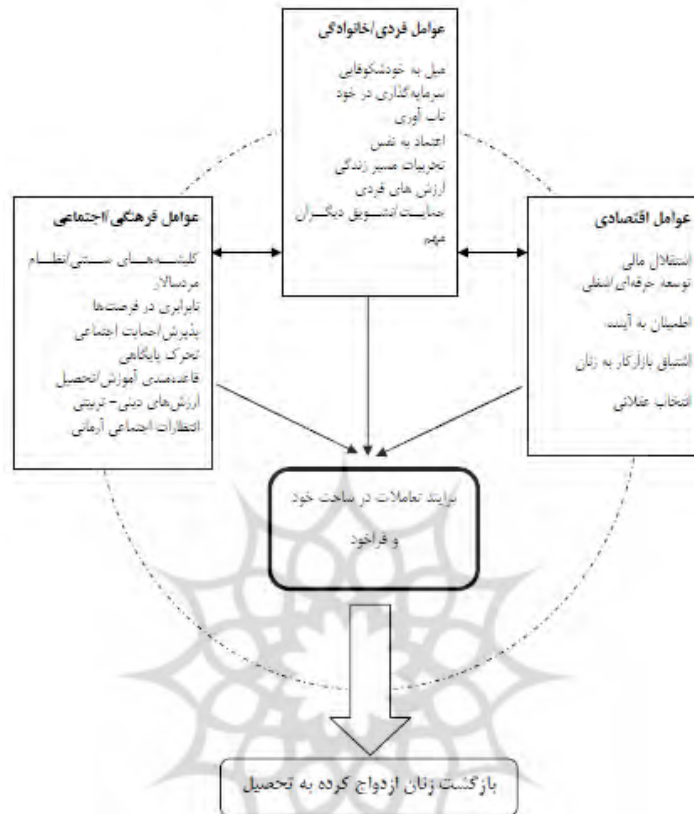 عوامل فردی/خانوادگی
میل به خودشکوفایی
سرمایه‌گذاری در خود
تاب آوری
اعتماد به نفس
تجربیات مسیر زندگی
ارزش های فردی
حمایت/تشویق دیگران
مهم
عوامل فرهنگی/اجتماعی
کلیشه‌های سنتی/نظام
مردسالار
نابرابری در فرصت‌ها
پذیرش/حمایت اجتماعی
تحرک پایگاهی
قاعده‌مندی آموزش/تحصیل
ارزش‌های دینی- تربیتی
انتظارات اجتماعی آرمانی
عوامل اقتصادی
استقلال مالی
توسعه حرفه‌ای/شغلی
اطمینان به آینده
اشتیاق بازارکار به زنان
انتخاب عقلانی
برایند تعاملات در ساحت خود
و فراخود
بازگشت زنان ازدواج کرده به تحصیل